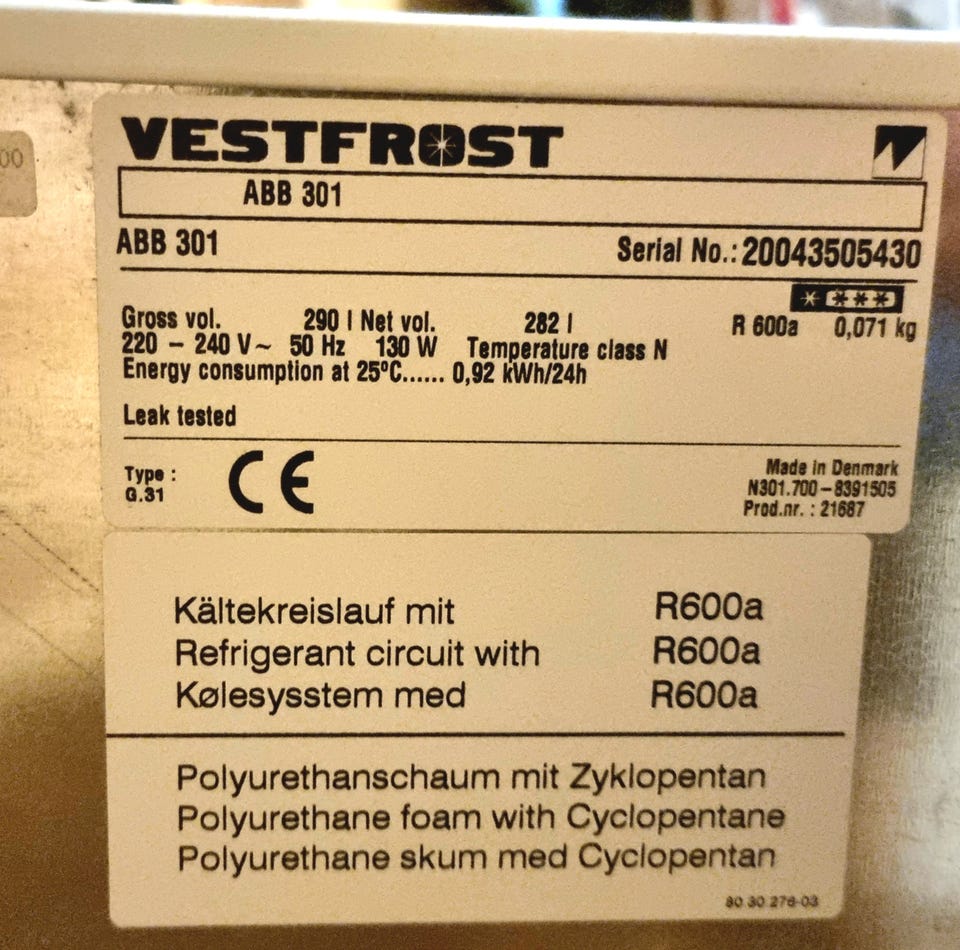 00
VESTFROST
ABB 301
ABB 301 Serial No.: 20043505430
Gross vol. 290 l Net vol. 282 l R 600a 0,071 kg
220 – 240 V~ 50 Hz 130 W Temperature class N
Energy consumption at 25ºC...... 0,92 kWh/24h
Leak tested
Type :
G.31
CE
Made in Denmark
N301.700–8391505
Prod.nr. : 21687
Kältekreislauf mit R600a
Refrigerant circuit with R600a
Kølesysstem med R600a
Polyurethanschaum mit Zyklopentan
Polyurethane foam with Cyclopentane
Polyurethane skum med Cyclopentan
80 30 276-03